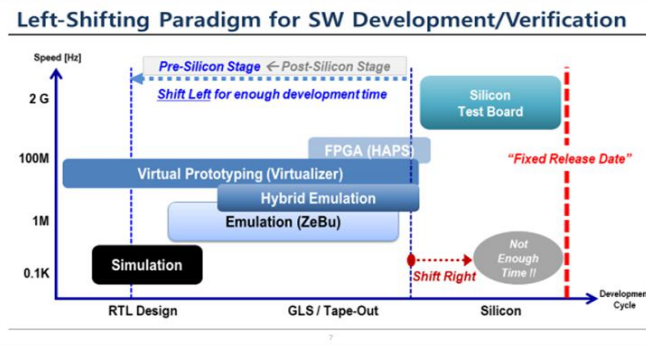 Left-Shifting Paradigm for SW Development/Verification
Speed [Hz]
Pre-Silicon Stage ← Post-Silicon Stage
Shift Left for enough development time
2 G
Silicon
Test Board
FPGA (HAPS)
100M
"Fixed Release Date"
Virtual Prototyping (Virtualizer)
Hybrid Emulation
1M
Emulation (ZeBu)
Not
Enough
Time !!
Simulation
0.1K
Shift Right
Developmen
Cycle
RTL Design
GLS / Tape-Out
Silicon
7